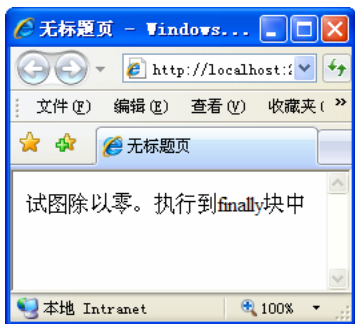 无标题页 - Windows...
http://localhost:
文件(F) 编辑(E) 查看(V) 收藏夹( »
无标题页
试图除以零。执行到finally块中
本地 Intranet 100%